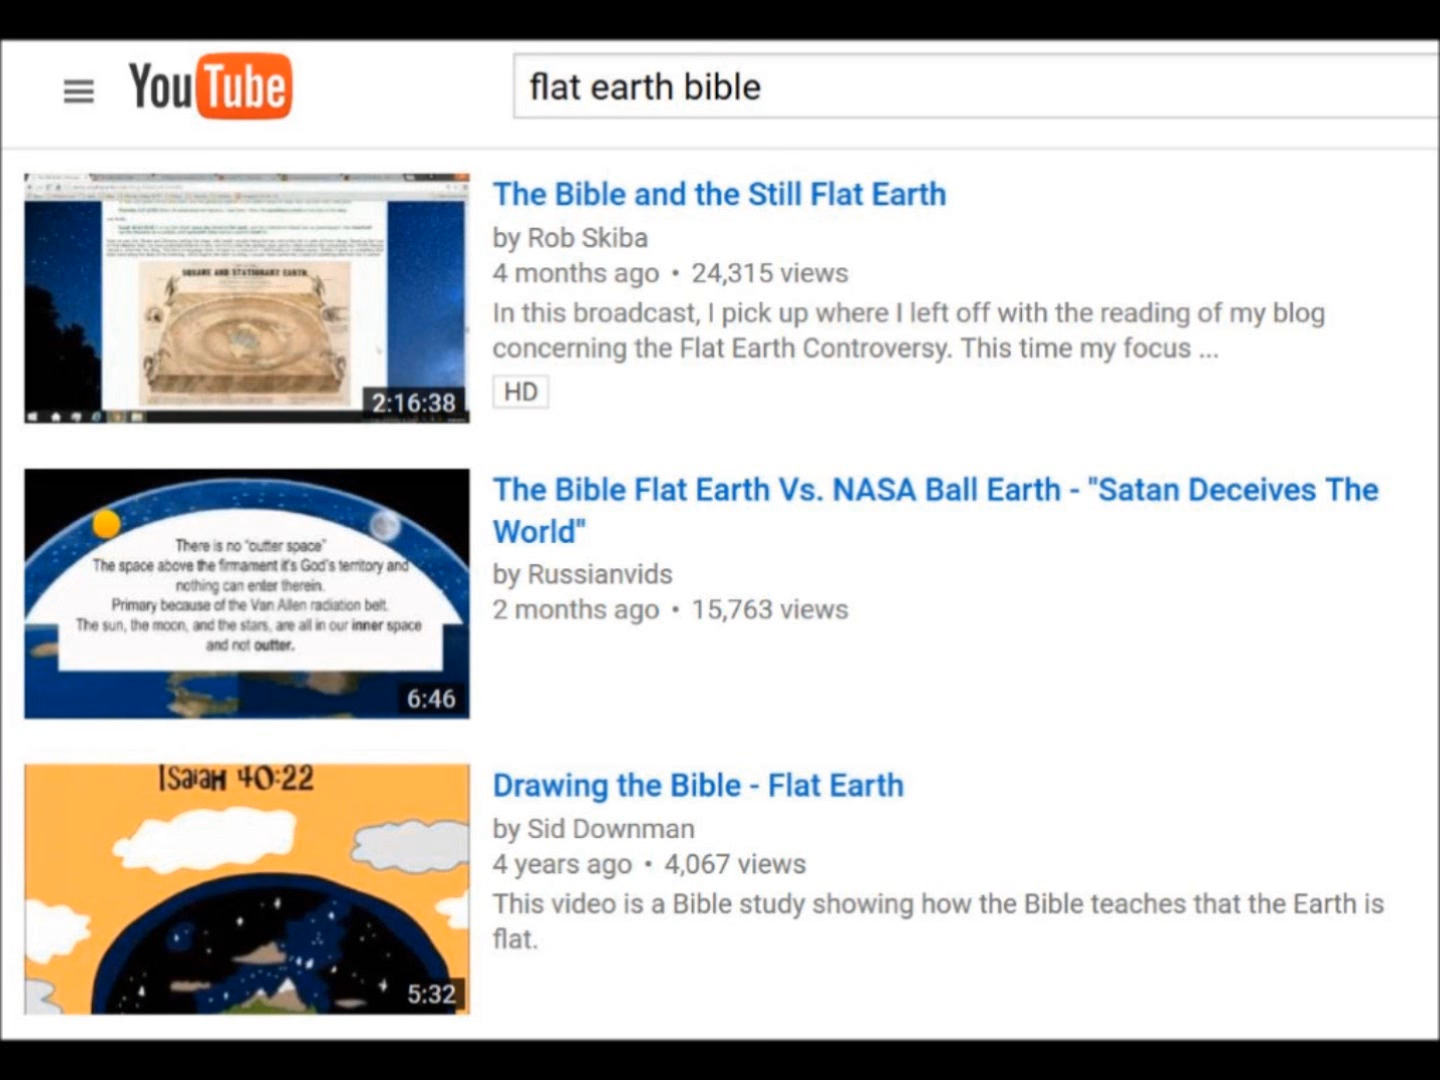 YouTube
flat earth bible
SQUARE AND STATIONARY EARTH
2:16:38
The Bible and the Still Flat Earth
by Rob Skiba
4 months ago • 24,315 views
In this broadcast, I pick up where I left off with the reading of my blog
concerning the Flat Earth Controversy. This time my focus ...
HD
There is no "outter space"
The space above the firmament it's God's territory and
nothing can enter therein.
Primary because of the Van Allen radiation belt.
The sun, the moon, and the stars, are all in our inner space
and not outter.
6:46
The Bible Flat Earth Vs. NASA Ball Earth - "Satan Deceives The
World"
by Russianvids
2 months ago • 15,763 views
Isaiah 40:22
5:32
Drawing the Bible - Flat Earth
by Sid Downman
4 years ago • 4,067 views
This video is a Bible study showing how the Bible teaches that the Earth is
flat.